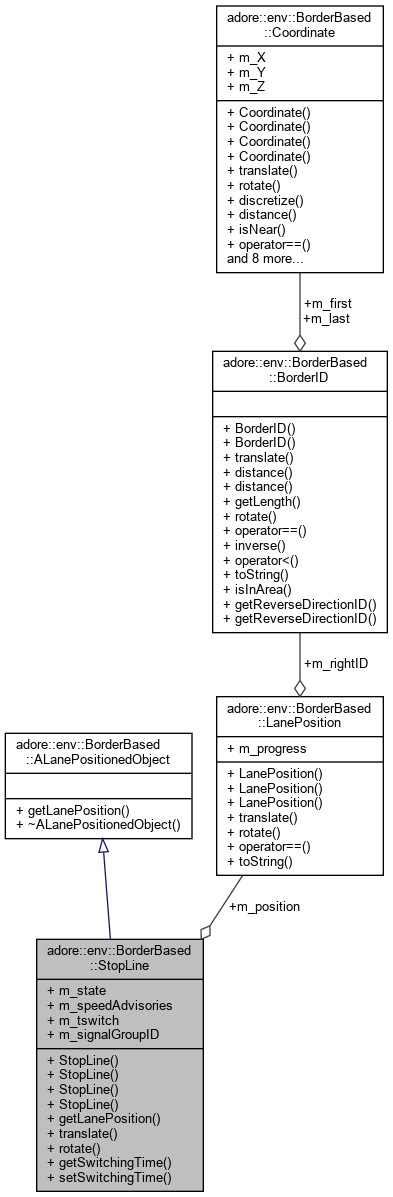 adore::env::BorderBased
::Coordinate
+ m_X
+ m_Y
+ m_Z
+ Coordinate()
+ Coordinate()
+ Coordinate()
+ Coordinate()
+ translate()
+ rotate()
+ discretize()
+ distance()
+ isNear()
+ operator==()
and 8 more...
+m_first
+m_last
adore::env::BorderBased
::BorderID
+ BorderID()
+ BorderID()
+ translate()
+ distance()
+ distance()
+ getLength()
+ rotate()
+ operator==()
+ inverse()
+ operator<()
+ toString()
+ isInArea()
+ getReverseDirectionID()
+ getReverseDirectionID()
+m_rightID
adore::env::BorderBased
::LanePosition
+ m_progress
+ LanePosition()
+ LanePosition()
+ LanePosition()
+ translate()
+ rotate()
+ operator==()
+ toString()
adore::env::BorderBased
::ALanePositionedObject
+ getLanePosition()
+ ~ALanePositionedObject()
+m_position
adore::env::BorderBased
::StopLine
+ m_state
+ m_speedAdvisories
+ m_tswitch
+ m_signalGroupID
+ StopLine()
+ StopLine()
+ StopLine()
+ StopLine()
+ getLanePosition()
+ translate()
+ rotate()
+ getSwitchingTime()
+ setSwitchingTime()